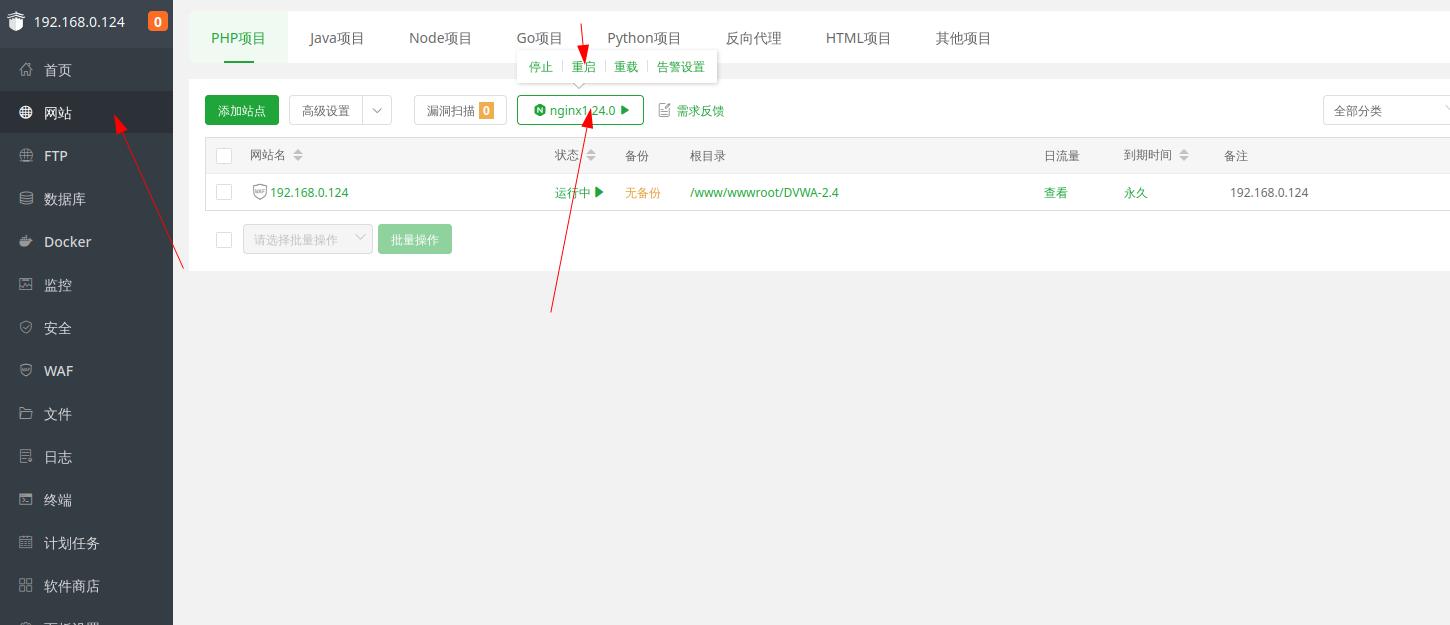 192.168.0.124 0
首页
网站
FTP
数据库
Docker
监控
安全
WAF
文件
日志
终端
计划任务
软件商店
面板设置
PHP项目 Java项目 Node项目 Go项目 Python项目 反向代理 HTML项目 其他项目
停止 重启 重载 告警设置
添加站点 高级设置 漏洞扫描 0 nginx1.24.0 需求反馈 全部分类
网站名 状态 备份 根目录 日流量 到期时间 备注
192.168.0.124 运行中 无备份 /www/wwwroot/DVWA-2.4 查看 永久 192.168.0.124
请选择批量操作 批量操作